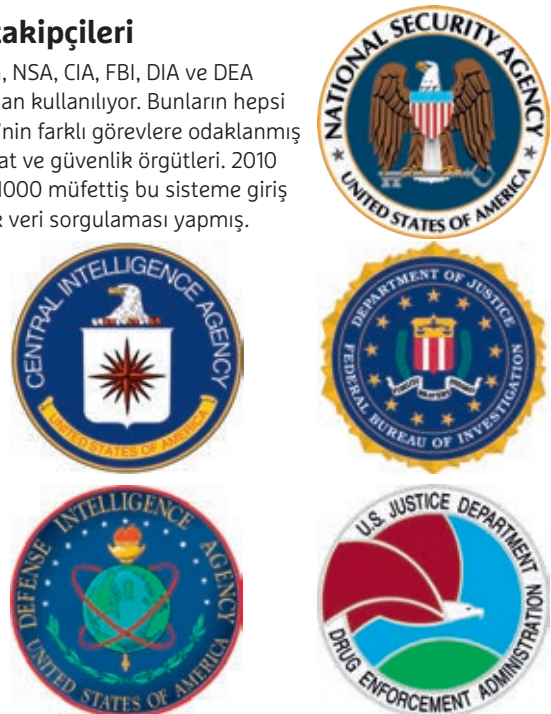 takipçileri
, NSA, CIA, FBI, DIA ve DEA
an kullanılıyor. Bunların hepsi
'nin farklı görevlere odaklanmış
at ve güvenlik örgütleri. 2010
1000 müfettiş bu sisteme giriş
k veri sorgulaması yapmış.
NATIONAL SECURITY AGENCY
UNITED STATES OF AMERICA
CENTRAL INTELLIGENCE AGENCY
UNITED STATES OF AMERICA
DEPARTMENT OF JUSTICE
FEDERAL BUREAU OF INVESTIGATION
DEFENSE INTELLIGENCE AGENCY
UNITED STATES OF AMERICA
U.S. JUSTICE DEPARTMENT
DRUG ENFORCEMENT ADMINISTRATION